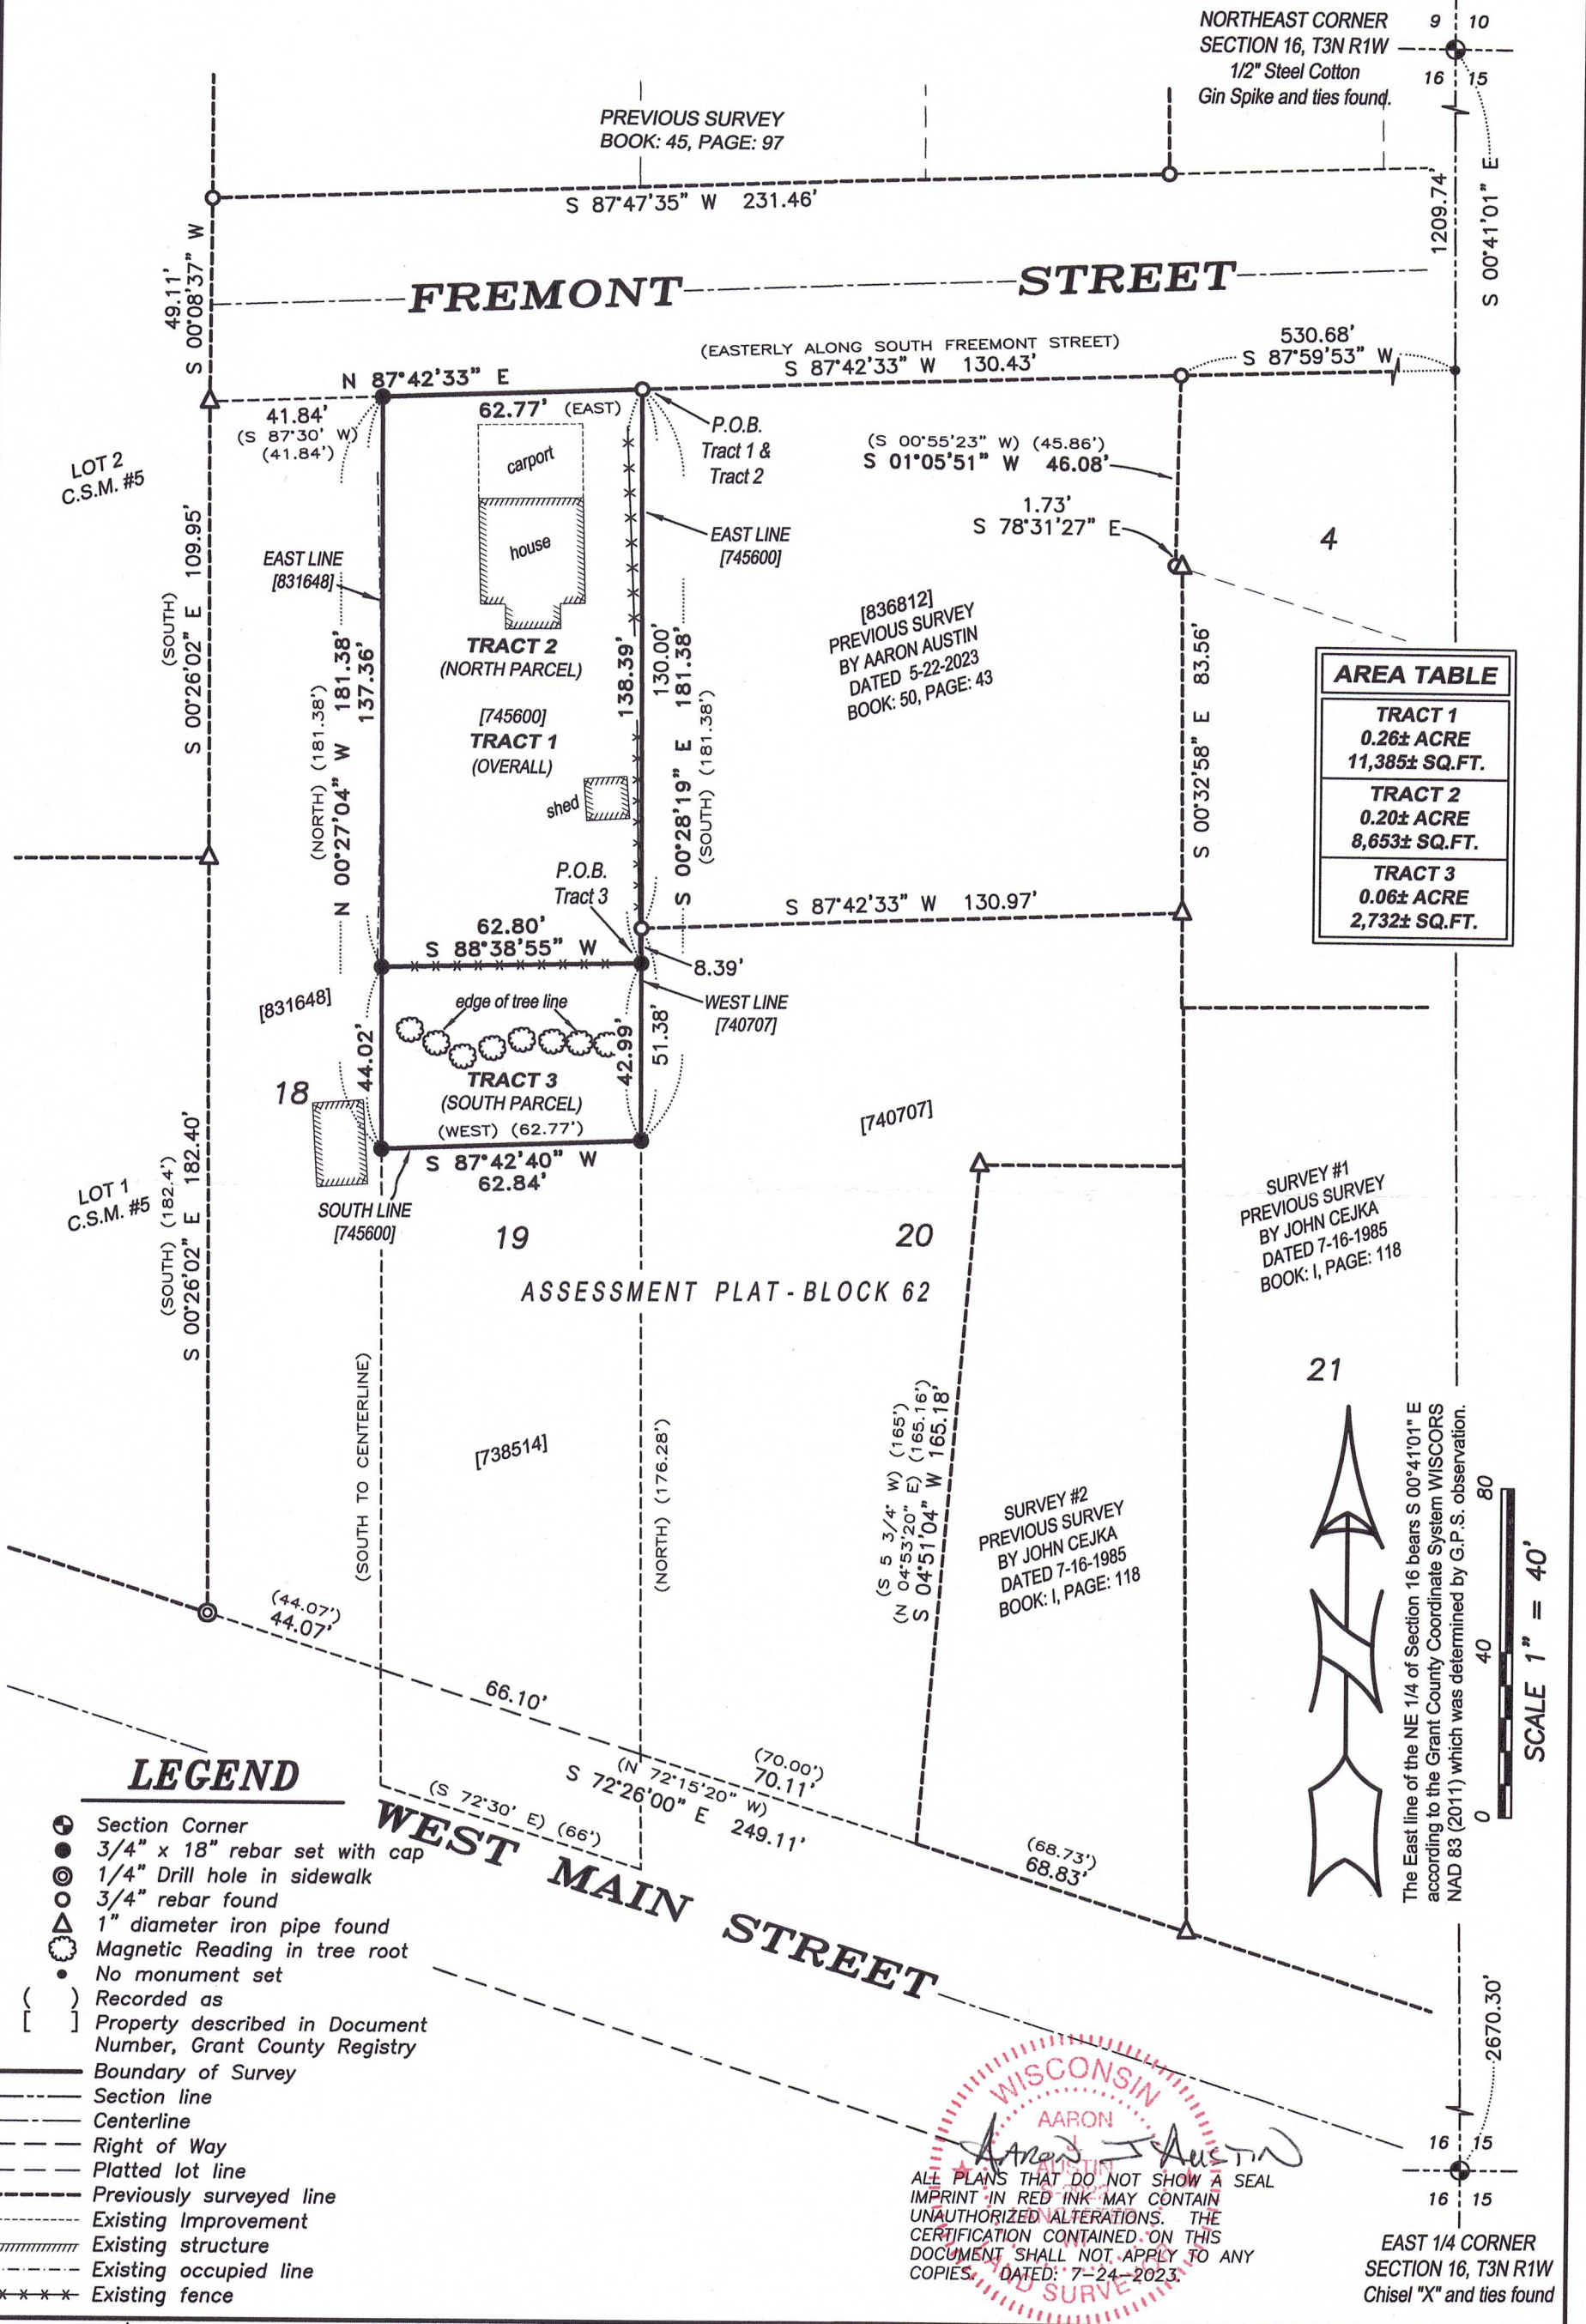 NORTHEAST CORNER
SECTION 16, T3N R1W
1/2" Steel Cotton
Gin Spike and ties found.
9 10
16 15
PREVIOUS SURVEY
BOOK: 45, PAGE: 97
S 87°47'35" W 231.46'
1209.74'
S 00°41'01" E
49.11'
S 00°08'37" W
FREMONT STREET
(EASTERLY ALONG SOUTH FREEMONT STREET)
S 87°42'33" W 130.43'
530.68'
S 87°59'53" W
N 87°42'33" E
62.77' (EAST)
41.84'
(S 87°30' W)
(41.84')
P.O.B.
Tract 1 &
Tract 2
(S 00°55'23" W) (45.86')
S 01°05'51" W 46.08'
1.73'
S 78°31'27" E
4
LOT 2
C.S.M. #5
carport
house
EAST LINE
[831648]
EAST LINE
[745600]
(SOUTH)
S 00°26'02" E 109.95'
TRACT 2
(NORTH PARCEL)
[745600]
TRACT 1
(OVERALL)
shed
(NORTH) (181.38')
N 00°27'04" W 181.38'
137.36'
138.39'
130.00'
S 00°28'19" E 181.38'
(SOUTH) (181.38')
[836812]
PREVIOUS SURVEY
BY AARON AUSTIN
DATED 5-22-2023
BOOK: 50, PAGE: 43
S 00°32'58" E 83.56'
AREA TABLE
TRACT 1
0.26± ACRE
11,385± SQ.FT.
TRACT 2
0.20± ACRE
8,653± SQ.FT.
TRACT 3
0.06± ACRE
2,732± SQ.FT.
P.O.B.
Tract 3
62.80'
S 88°38'55" W
S 87°42'33" W 130.97'
8.39'
WEST LINE
[740707]
[831648]
edge of tree line
44.02'
42.99'
51.38'
18
TRACT 3
(SOUTH PARCEL)
(WEST) (62.77')
S 87°42'40" W
62.84'
SOUTH LINE
[745600]
[740707]
LOT 1
C.S.M. #5
(SOUTH) (182.4')
S 00°26'02" E 182.40'
19
20
ASSESSMENT PLAT - BLOCK 62
SURVEY #1
PREVIOUS SURVEY
BY JOHN CEJKA
DATED 7-16-1985
BOOK: I, PAGE: 118
21
(SOUTH TO CENTERLINE)
[738514]
(NORTH) (176.28')
(S 5 3/4° W) (165')
(N 04°53'20" E) (165.16')
S 04°51'04" W 165.18'
SURVEY #2
PREVIOUS SURVEY
BY JOHN CEJKA
DATED 7-16-1985
BOOK: I, PAGE: 118
N
The East line of the NE 1/4 of Section 16 bears S 00°41'01" E
according to the Grant County Coordinate System WISCORS
NAD 83 (2011) which was determined by G.P.S. observation.
0 40 80
SCALE 1" = 40'
(44.07')
44.07'
66.10'
(70.00')
70.11'
(N 72°15'20" W)
S 72°26'00" E 249.11'
(S 72°30' E) (66')
(68.73')
68.83'
WEST MAIN STREET
LEGEND
Section Corner
3/4" x 18" rebar set with cap
1/4" Drill hole in sidewalk
3/4" rebar found
1" diameter iron pipe found
Magnetic Reading in tree root
No monument set
( ) Recorded as
[ ] Property described in Document
Number, Grant County Registry
Boundary of Survey
Section line
Centerline
Right of Way
Platted lot line
Previously surveyed line
Existing Improvement
Existing structure
Existing occupied line
Existing fence
WISCONSIN
AARON
J.
AUSTIN
LAND SURVEYOR
AARON J AUSTIN
ALL PLANS THAT DO NOT SHOW A SEAL
IMPRINT IN RED INK MAY CONTAIN
UNAUTHORIZED ALTERATIONS. THE
CERTIFICATION CONTAINED ON THIS
DOCUMENT SHALL NOT APPLY TO ANY
COPIES. DATED: 7-24-2023.
2670.30'
16 15
16 15
EAST 1/4 CORNER
SECTION 16, T3N R1W
Chisel "X" and ties found